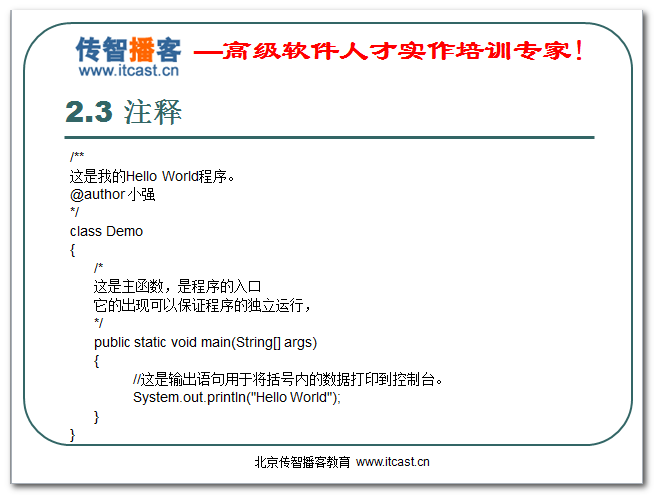 传智播客 —高级软件人才实作培训专家!
www.itcast.cn
2.3 注释
/**
这是我的Hello World程序。
@author 小强
*/
class Demo
{
/*
这是主函数，是程序的入口
它的出现可以保证程序的独立运行，
*/
public static void main(String[] args)
{
//这是输出语句用于将括号内的数据打印到控制台。
System.out.println("Hello World");
}
}
北京传智播客教育 www.itcast.cn